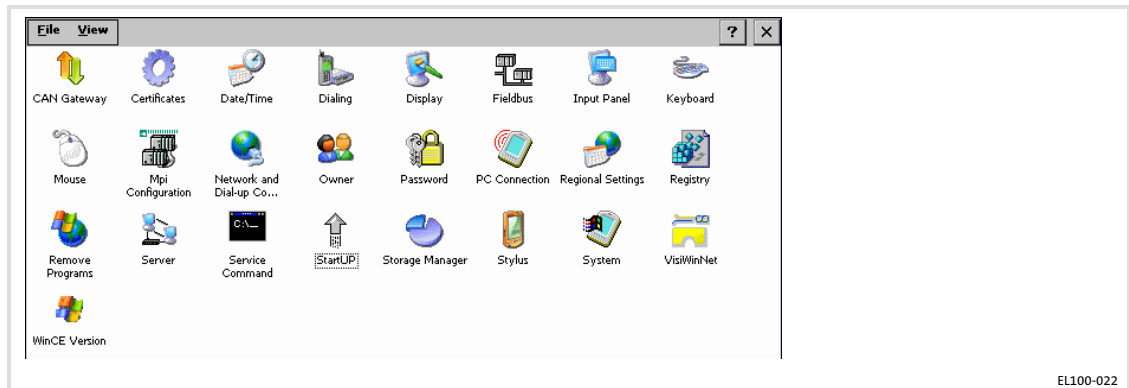 File View ? ×
CAN Gateway Certificates Date/Time Dialing Display Fieldbus Input Panel Keyboard
Mouse Mpi Configuration Network and Dial-up Co... Owner Password PC Connection Regional Settings Registry
Remove Programs Server C:\_ Service Command StartUP Storage Manager Stylus System VisiWinNet
WinCE Version
EL100-022